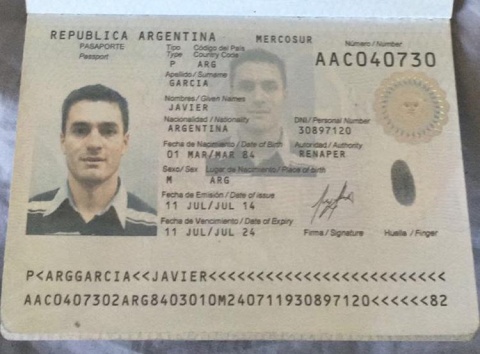 REPUBLICA ARGENTINA MERCOSUR
PASAPORTE Tipo Código del País Número / Number
Passport Type Country Code
P ARG AAC040730
Apellido / Surname
GARCIA
Nombres / Given Names
JAVIER
Nacionalidad / Nationality DNI / Personal Number
ARGENTINA 30897120
Fecha de Nacimiento / Date of Birth Autoridad / Authority
01 MAR/MAR 84 RENAPER
Sexo / Sex Lugar de Nacimiento / Place of birth
M ARG
Fecha de Emisión / Date of issue
11 JUL/JUL 14
Fecha de Vencimiento / Date of Expiry
11 JUL/JUL 24 Firma / Signature Huella / Finger
P<ARGGARCIA<<JAVIER<<<<<<<<<<<<<<<<<<<<<<<<<
AAC0407302ARG8403010M240711930897120<<<<<<82